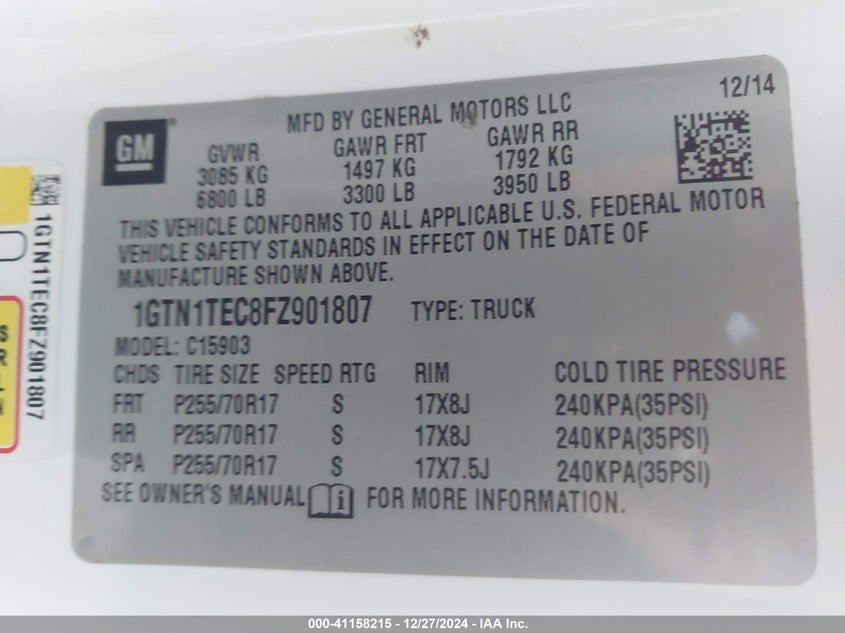 12/14
GM
MFD BY GENERAL MOTORS LLC
GVWR GAWR FRT GAWR RR
3085 KG 1497 KG 1792 KG
6800 LB 3300 LB 3950 LB
THIS VEHICLE CONFORMS TO ALL APPLICABLE U.S. FEDERAL MOTOR
VEHICLE SAFETY STANDARDS IN EFFECT ON THE DATE OF
MANUFACTURE SHOWN ABOVE.
1GTN1TEC8FZ901807 TYPE: TRUCK
MODEL: C15903
CHDS TIRE SIZE SPEED RTG RIM COLD TIRE PRESSURE
FRT P255/70R17 S 17X8J 240KPA(35PSI)
RR P255/70R17 S 17X8J 240KPA(35PSI)
SPA P255/70R17 S 17X7.5J 240KPA(35PSI)
SEE OWNER'S MANUAL i FOR MORE INFORMATION.
1GTN1TEC8FZ901807
000-41158215 - 12/27/2024 - IAA Inc.